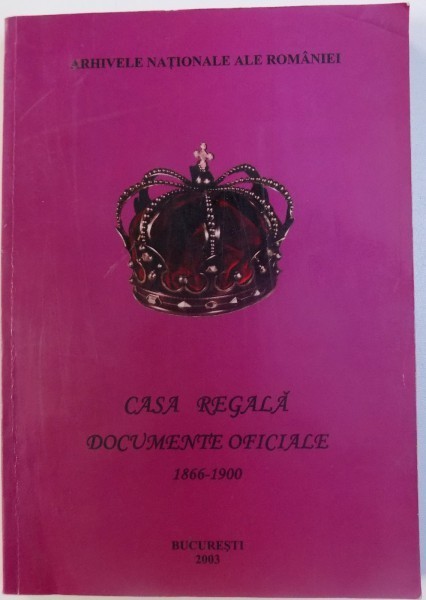 ARHIVELE NAȚIONALE ALE ROMÂNIEI
CASA REGALĂ
DOCUMENTE OFICIALE
1866-1900
BUCUREȘTI
2003